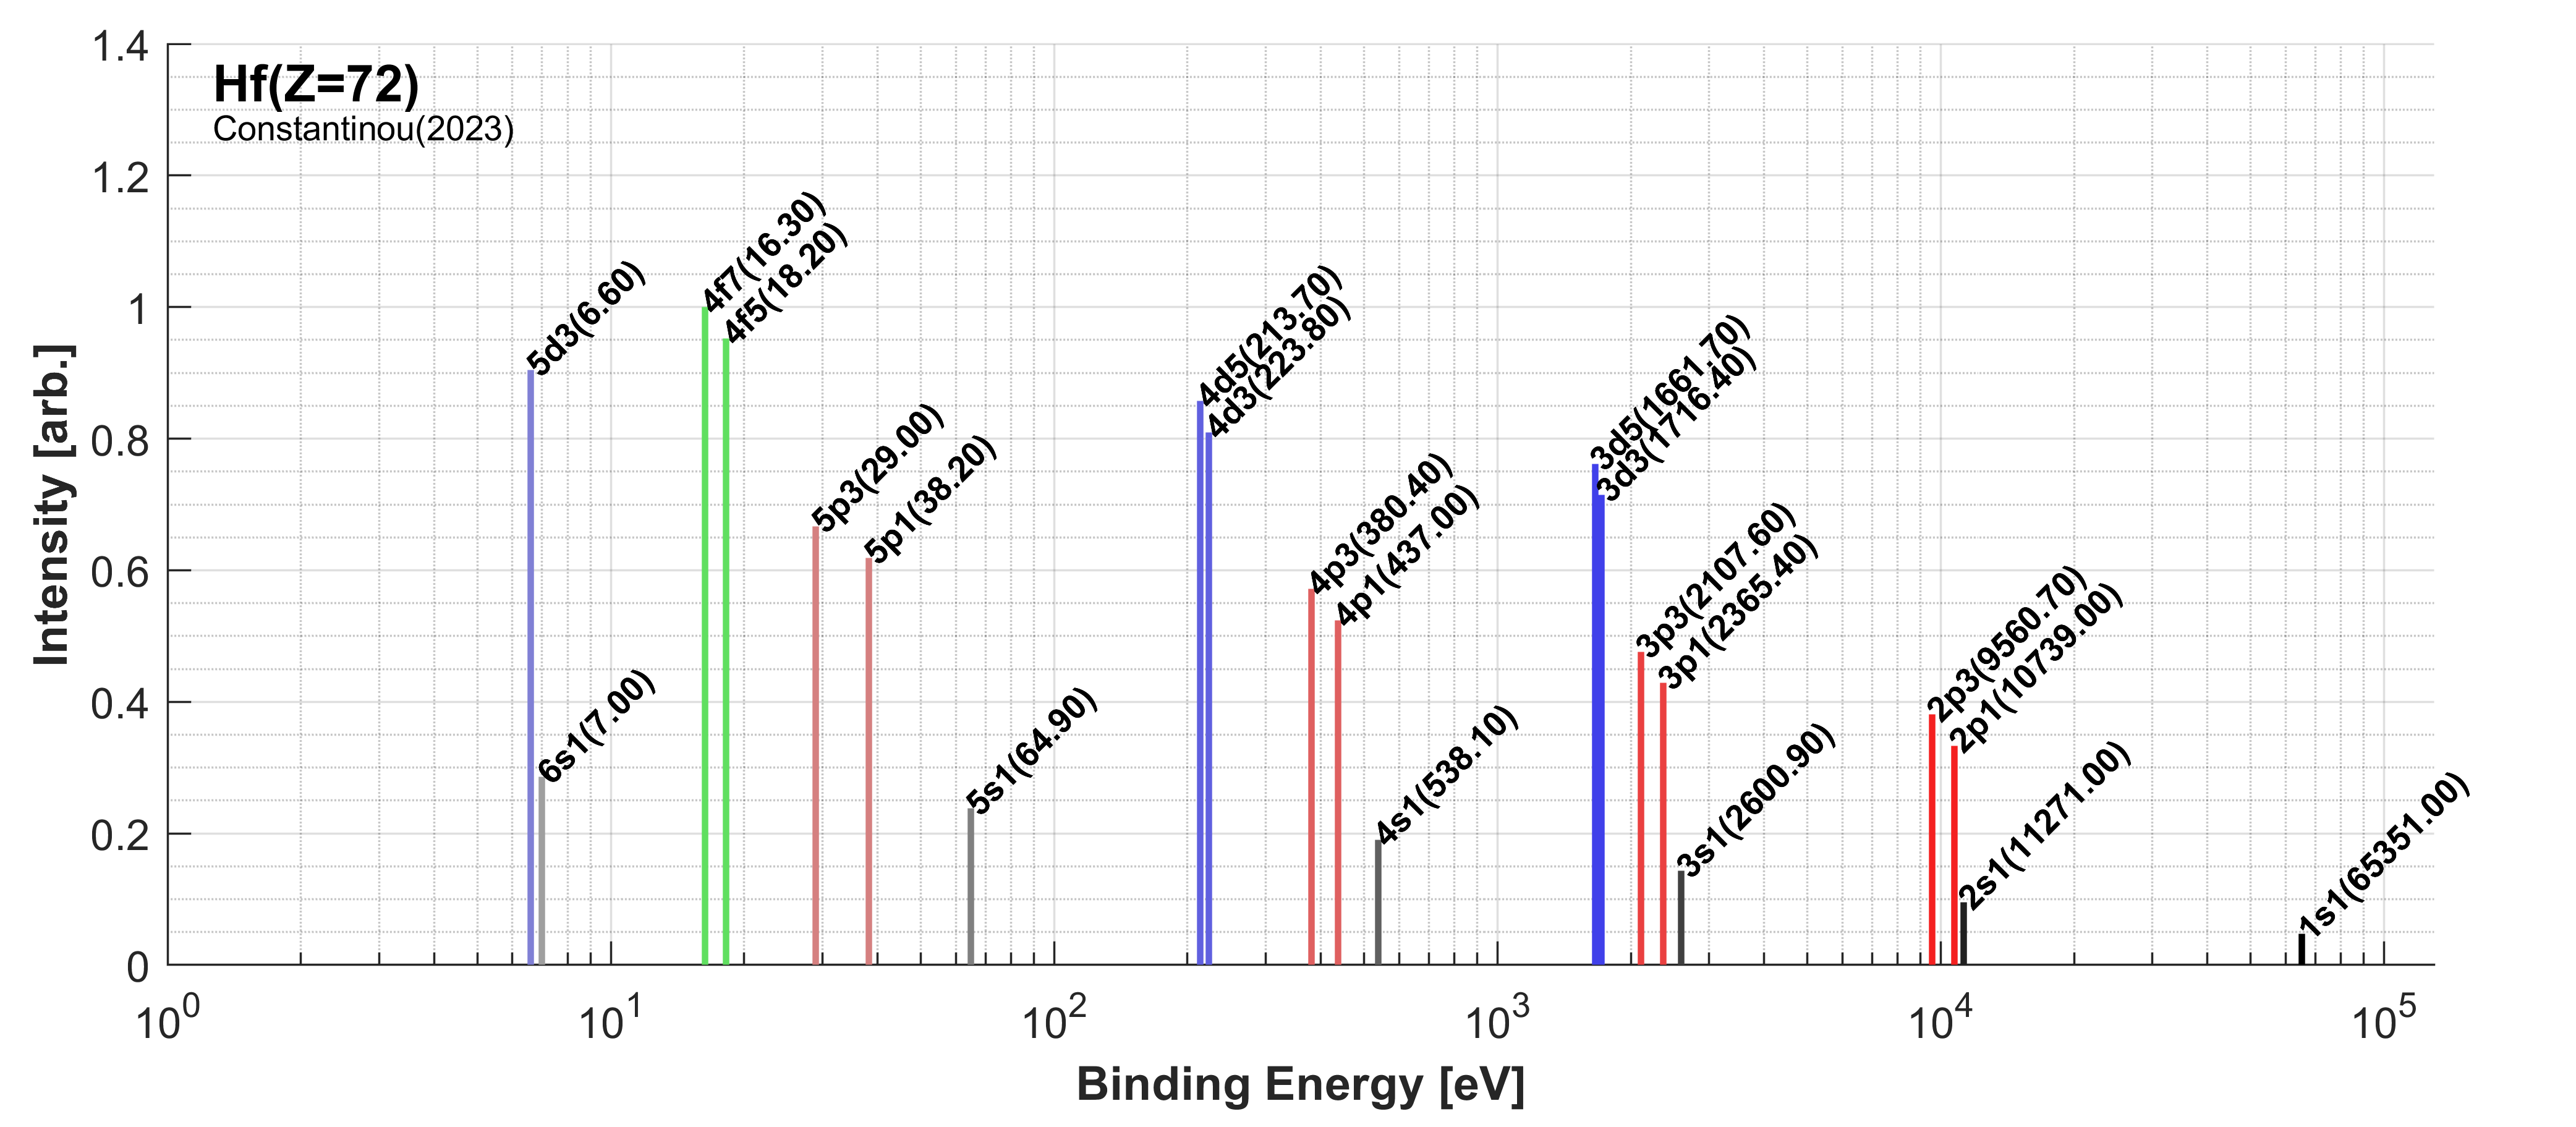 Hf(Z=72)
Constantinou(2023)
Intensity [arb.]
1.4
1.2
1
0.8
0.6
0.4
0.2
0
5d3(6.60)
6s1(7.00)
4f7(16.30)
4f5(18.20)
5p3(29.00)
5p1(38.20)
5s1(64.90)
4d5(213.70)
4d3(223.80)
4p3(380.40)
4p1(437.00)
4s1(538.10)
3d5(1661.70)
3d3(1716.40)
3p3(2107.60)
3p1(2365.40)
3s1(2600.90)
2p3(9560.70)
2p1(10739.00)
2s1(11271.00)
1s1(65351.00)
10^0
10^1
10^2
10^3
10^4
10^5
Binding Energy [eV]